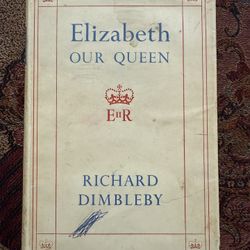 Elizabeth
OUR QUEEN
EIIR
RICHARD
DIMBLEBY